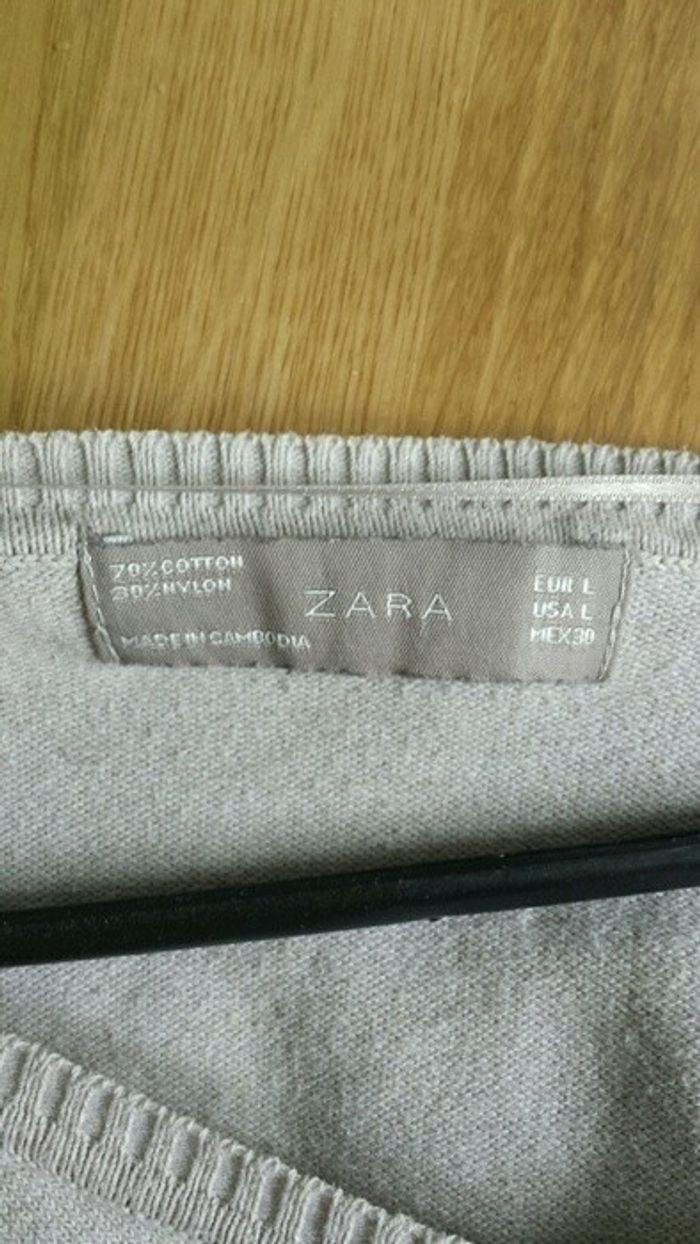 70% COTTON
30% NYLON
MADE IN CAMBODIA
ZARA
EUR L
USA L
MEX 30